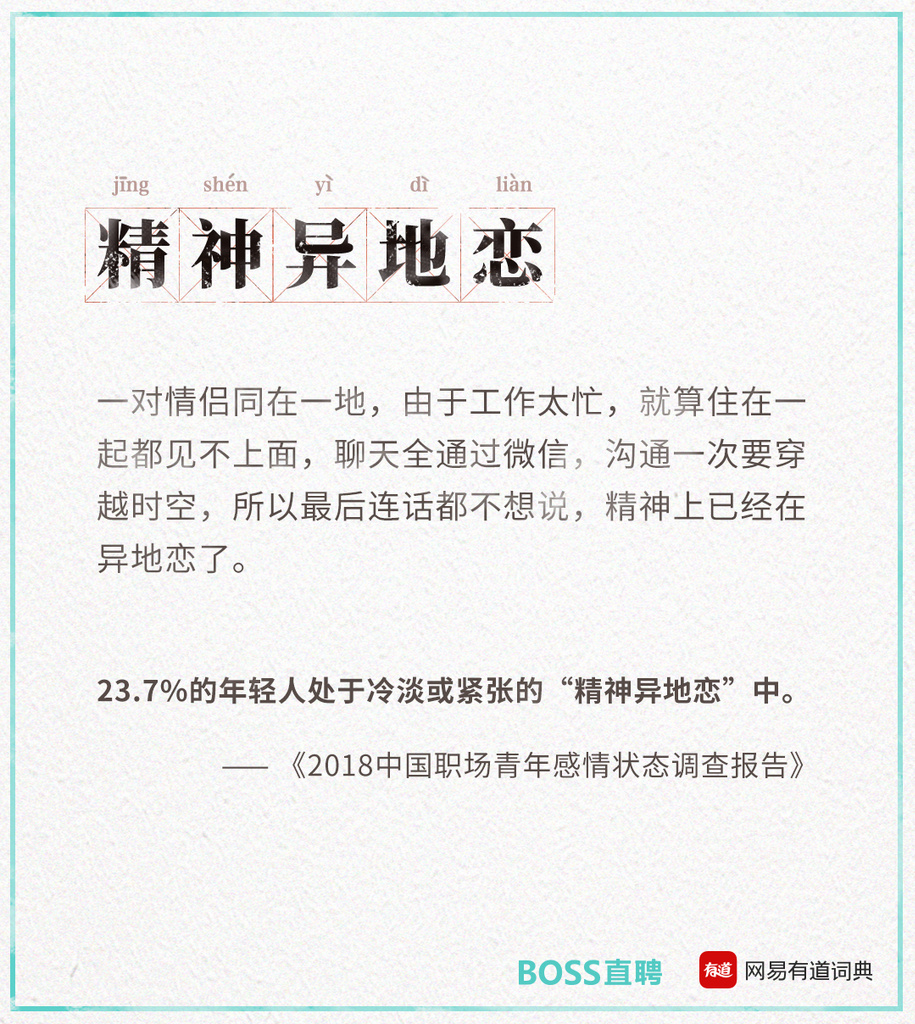 jīng shén yì dì liàn
精神异地恋
一对情侣同在一地，由于工作太忙，就算住在一
起都见不上面，聊天全通过微信，沟通一次要穿
越时空，所以最后连话都不想说，精神上已经在
异地恋了。
23.7%的年轻人处于冷淡或紧张的“精神异地恋”中。
——《2018中国职场青年感情状态调查报告》
BOSS直聘 有道 网易有道词典